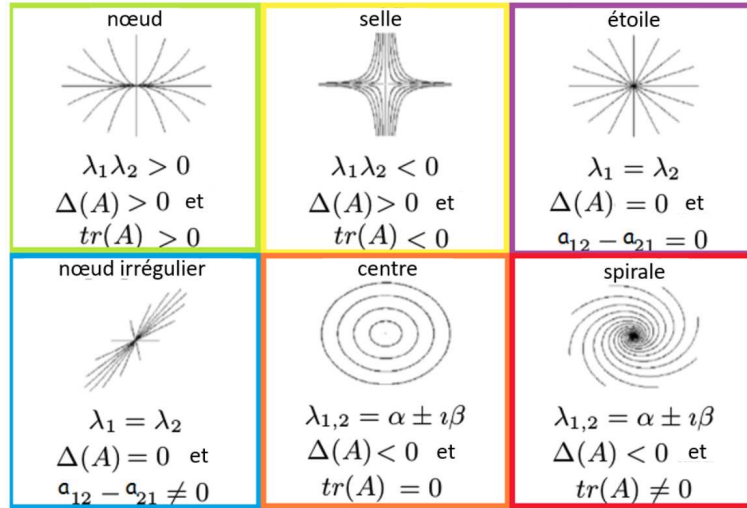 nœud
λ₁λ₂ > 0
Δ(A) > 0 et
tr(A) > 0
selle
λ₁λ₂ < 0
Δ(A) > 0 et
tr(A) < 0
étoile
λ₁ = λ₂
Δ(A) = 0 et
a₁₂ − a₂₁ = 0
nœud irrégulier
λ₁ = λ₂
Δ(A) = 0 et
a₁₂ − a₂₁ ≠ 0
centre
λ₁,₂ = α ± ıβ
Δ(A) < 0 et
tr(A) = 0
spirale
λ₁,₂ = α ± ıβ
Δ(A) < 0 et
tr(A) ≠ 0